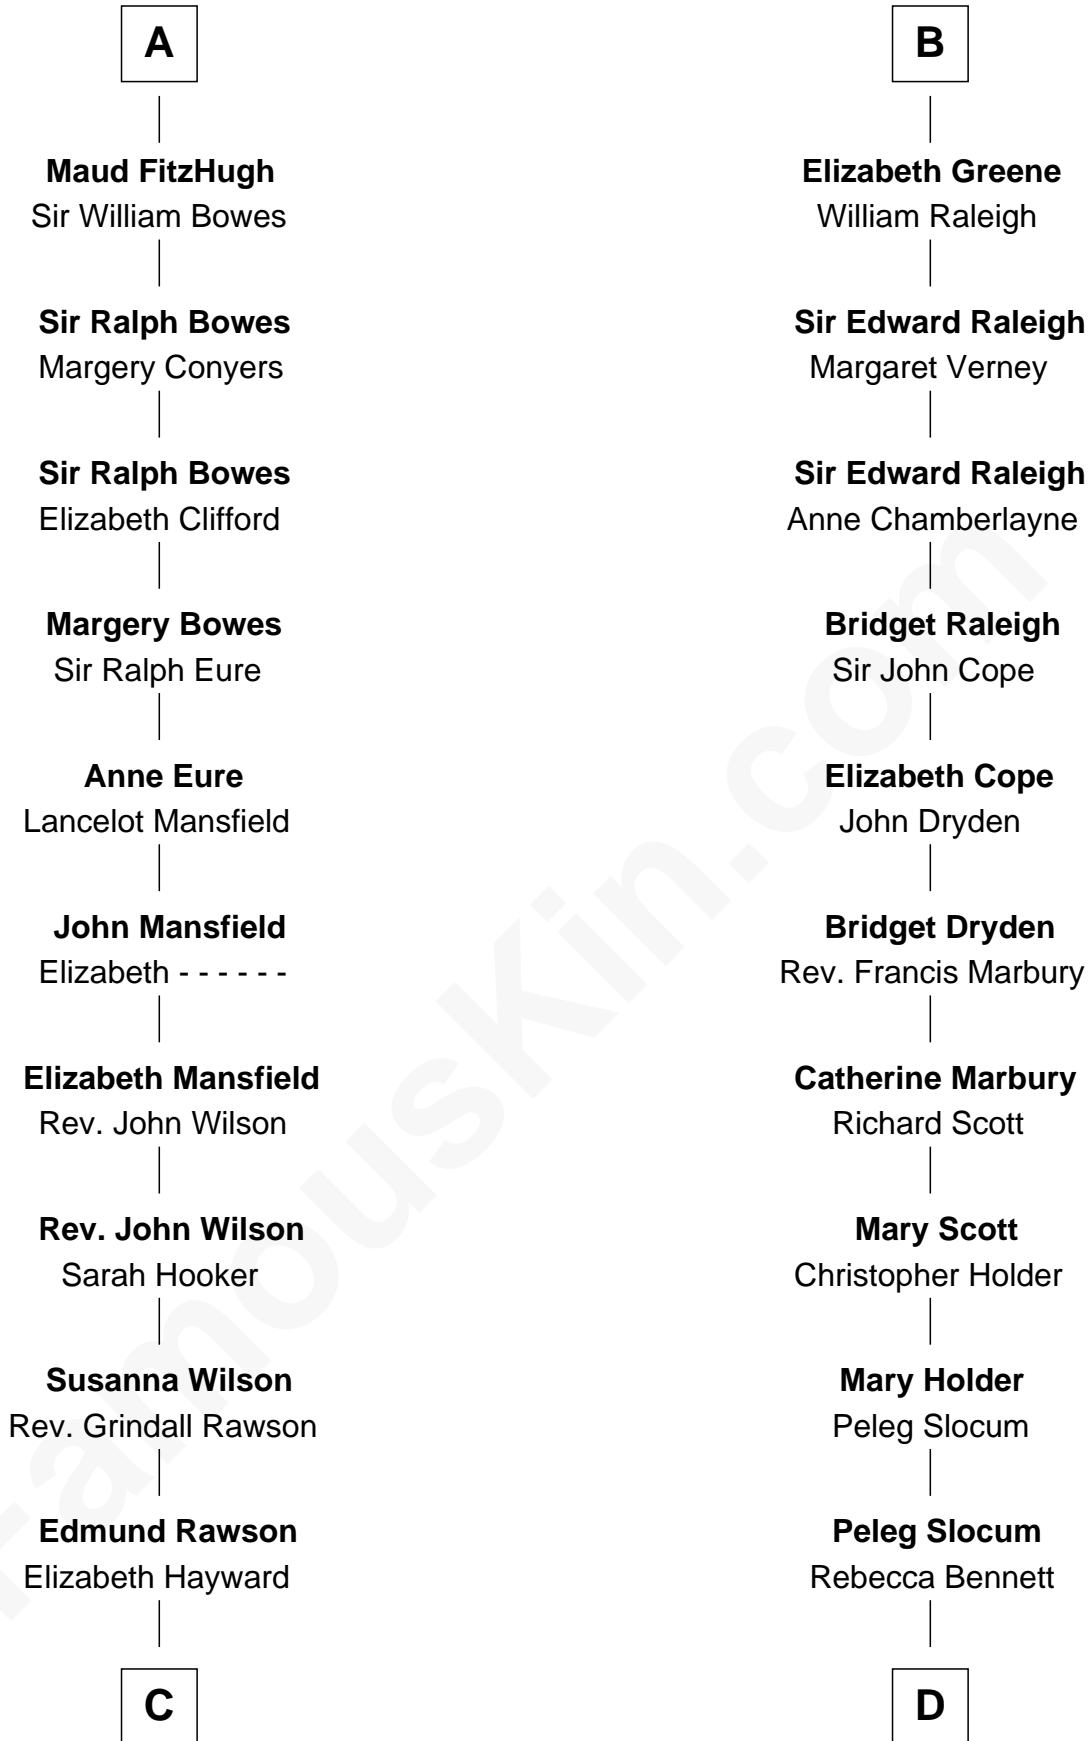 A
Maud FitzHugh
Sir William Bowes
Sir Ralph Bowes
Margery Conyers
Sir Ralph Bowes
Elizabeth Clifford
Margery Bowes
Sir Ralph Eure
Anne Eure
Lancelot Mansfield
John Mansfield
Elizabeth - - - - - -
Elizabeth Mansfield
Rev. John Wilson
Rev. John Wilson
Sarah Hooker
Susanna Wilson
Rev. Grindall Rawson
Edmund Rawson
Elizabeth Hayward
C
B
Elizabeth Greene
William Raleigh
Sir Edward Raleigh
Margaret Verney
Sir Edward Raleigh
Anne Chamberlayne
Bridget Raleigh
Sir John Cope
Elizabeth Cope
John Dryden
Bridget Dryden
Rev. Francis Marbury
Catherine Marbury
Richard Scott
Mary Scott
Christopher Holder
Mary Holder
Peleg Slocum
Peleg Slocum
Rebecca Bennett
D
FamousKin.com